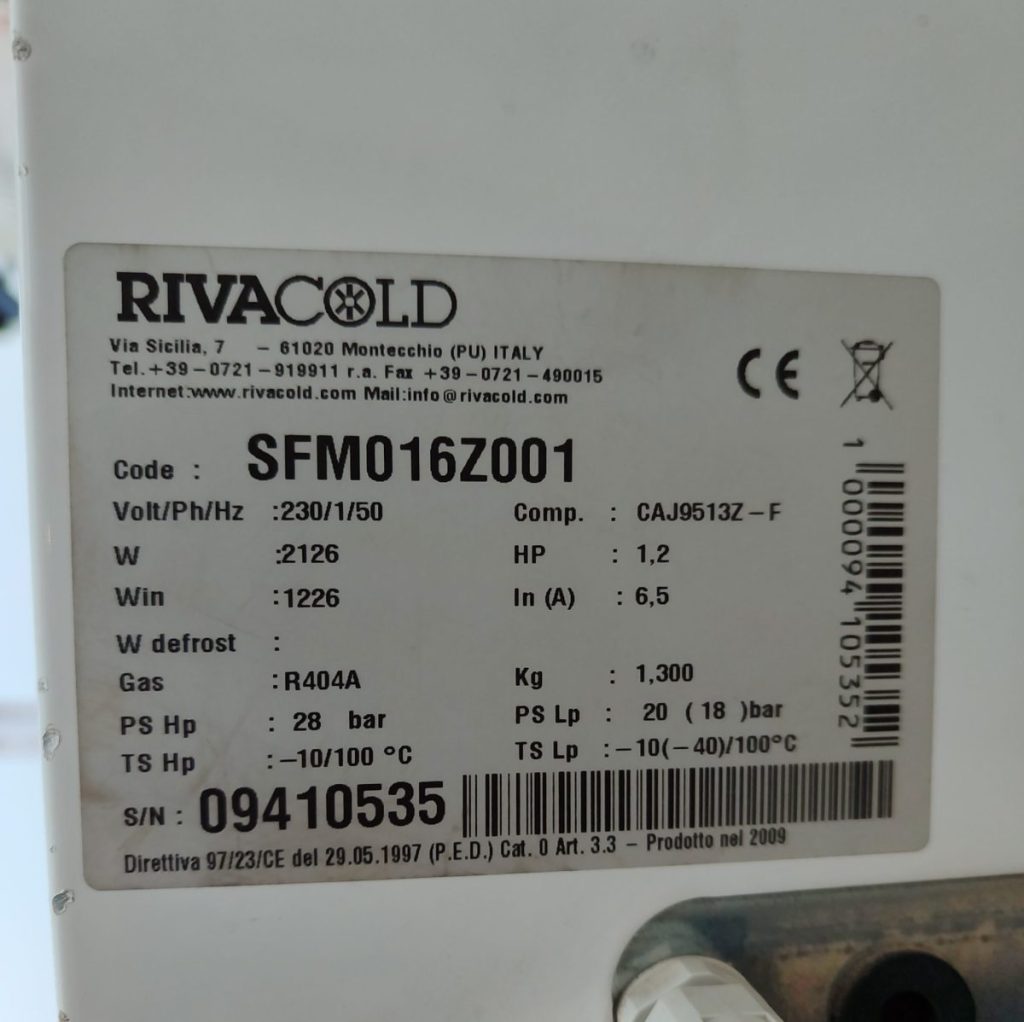 RIVACOLD
Via Sicilia, 7 – 61020 Montecchio (PU) ITALY
Tel.+39–0721–919911 r.a. Fax +39–0721–490015
Internet:www.rivacold.com Mail:info@rivacold.com
CE
Code : SFM016Z001
Volt/Ph/Hz :230/1/50 Comp. : CAJ9513Z–F
W :2126 HP : 1,2
Win :1226 In (A) : 6,5
W defrost :
Gas :R404A Kg : 1,300
PS Hp : 28 bar PS Lp : 20 ( 18 )bar
TS Hp :–10/100 °C TS Lp :–10(–40)/100°C
S/N : 09410535
Direttiva 97/23/CE del 29.05.1997 (P.E.D.) Cat. 0 Art. 3.3 – Prodotto nel 2009
1 000094 105352